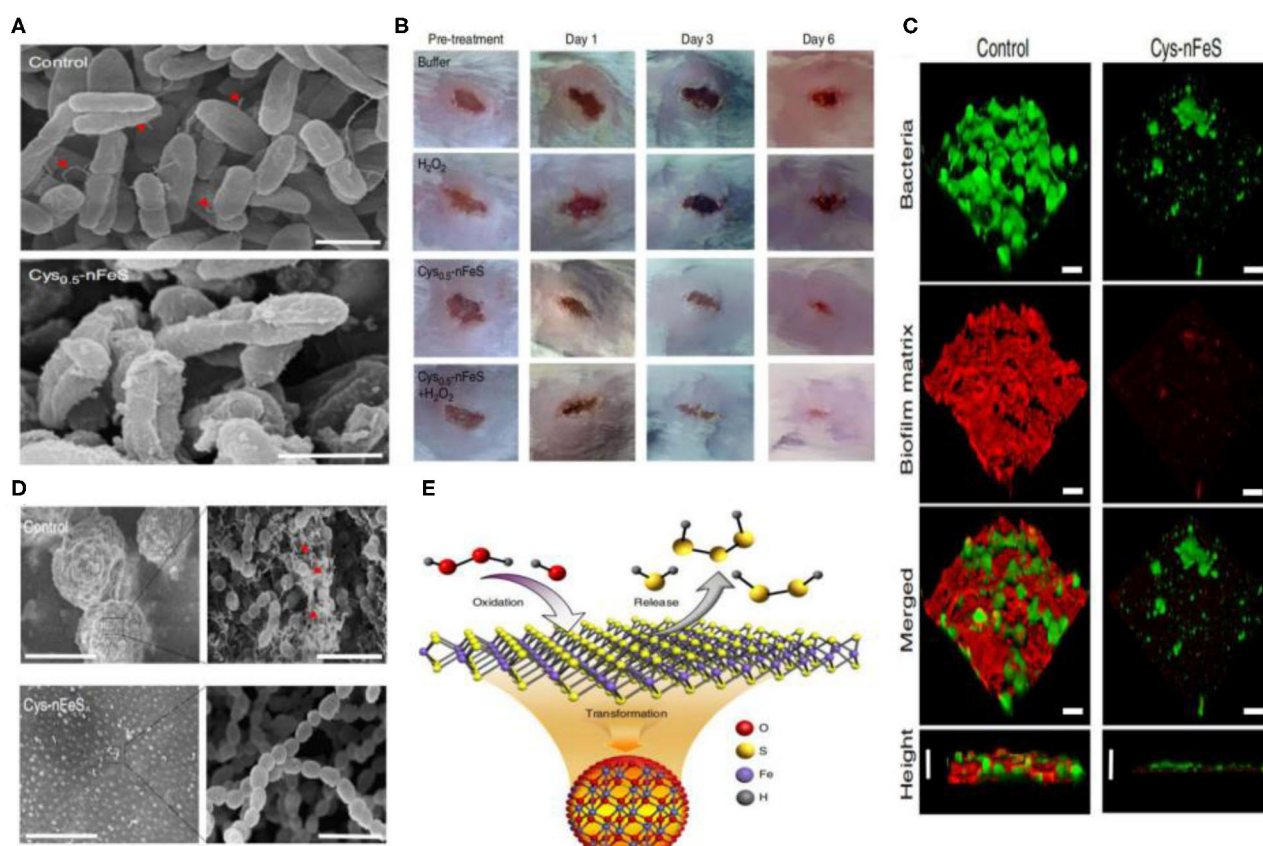 A
Control
Cys0.5-nFeS
B
Pre-treatment Day 1 Day 3 Day 6
Buffer
H2O2
Cys0.5-nFeS
Cys0.5-nFeS
+H2O2
C
Control Cys-nFeS
Bacteria
Biofilm matrix
Merged
Height
D
Control
Cys-nFeS
E
Oxidation
Release
Transformation
O
S
Fe
H